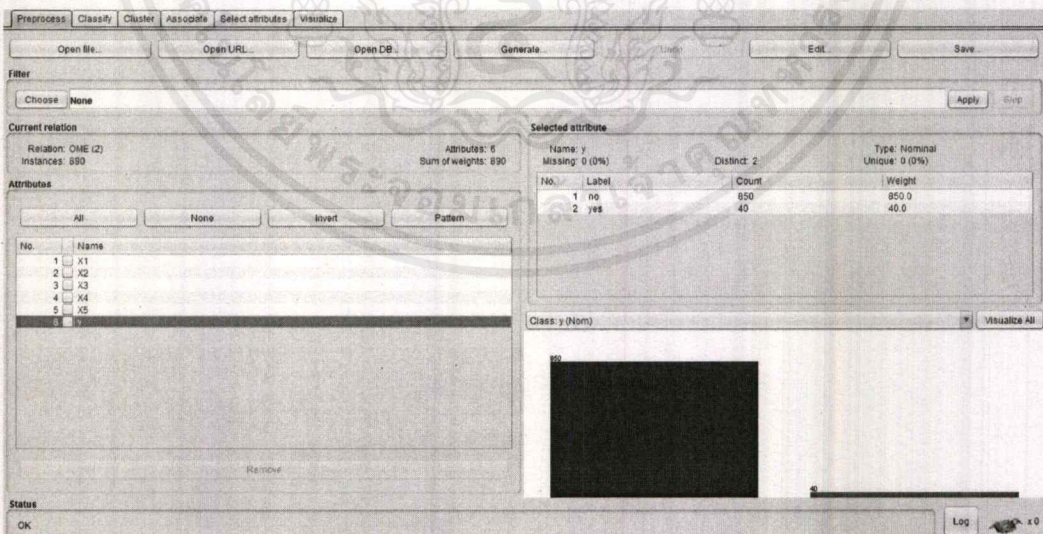 Preprocess Classify Cluster Associate Select attributes Visualize
Open file... Open URL... Open DB... Generate... Undo Edit... Save...
Filter
Choose None Apply Stop
Current relation
Relation: OME (2) Attributes: 6
Instances: 890 Sum of weights: 890
Selected attribute
Name: y Type: Nominal
Missing: 0 (0%) Distinct: 2 Unique: 0 (0%)
No. Label Count Weight
1 no 850 850.0
2 yes 40 40.0
Attributes
All None Invert Pattern
No. Name
1 X1
2 X2
3 X3
4 X4
5 X5
6 y
Remove
Class: y (Nom) Visualize All
850
40
Status
OK
Log x 0